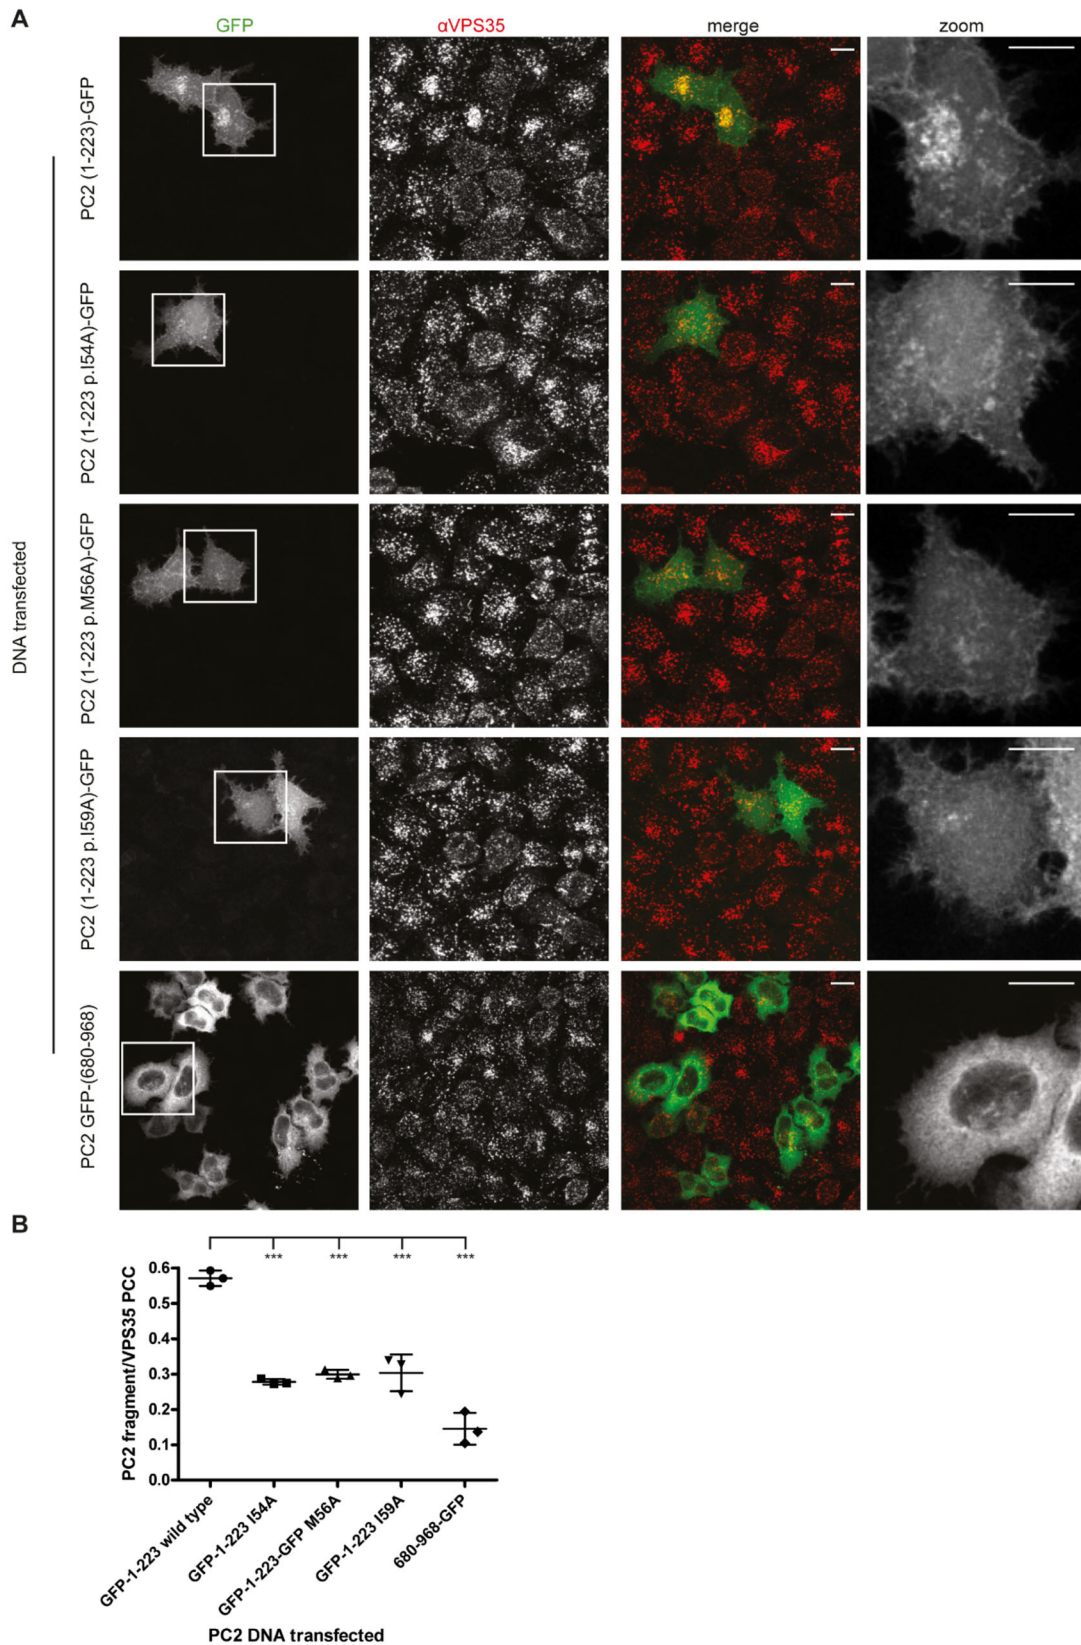 A
GFP
αVPS35
merge
zoom
DNA transfected
PC2 (1-223)-GFP
PC2 (1-223 p.I54A)-GFP
PC2 (1-223 p.M56A)-GFP
PC2 (1-223 p.I59A)-GFP
PC2 GFP-(680-968)
B
*** *** *** ***
PC2 fragment/VPS35 PCC
0.6
0.5
0.4
0.3
0.2
0.1
0.0
GFP-1-223 wild type
GFP-1-223 I54A
GFP-1-223-GFP M56A
GFP-1-223 I59A
680-968-GFP
PC2 DNA transfected